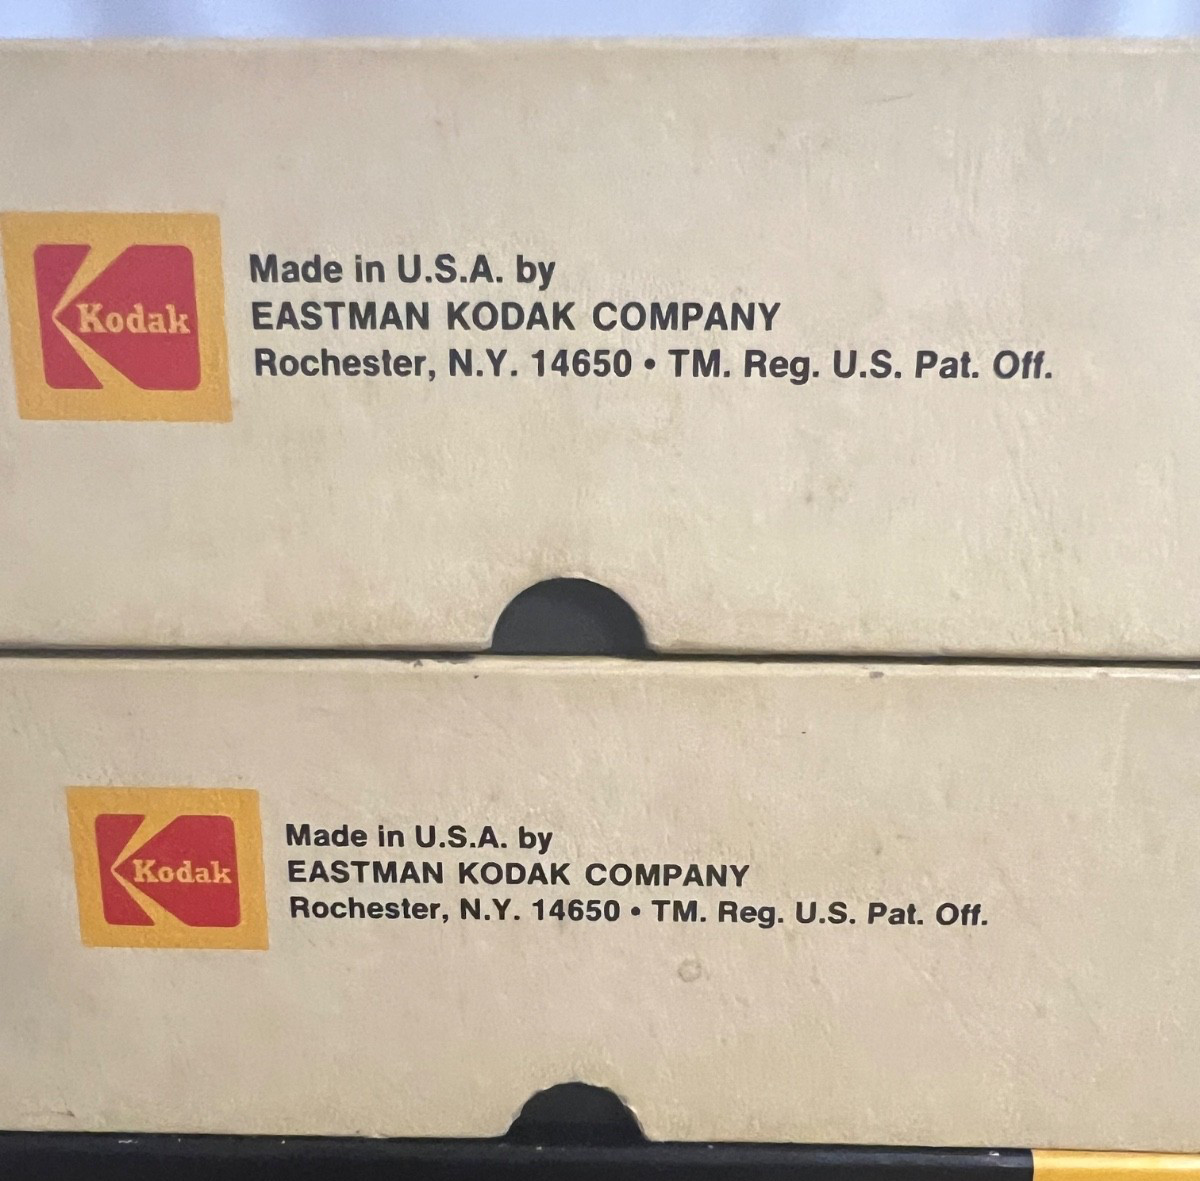 Kodak
Made in U.S.A. by
EASTMAN KODAK COMPANY
Rochester, N.Y. 14650 • TM. Reg. U.S. Pat. Off.
Kodak
Made in U.S.A. by
EASTMAN KODAK COMPANY
Rochester, N.Y. 14650 • TM. Reg. U.S. Pat. Off.